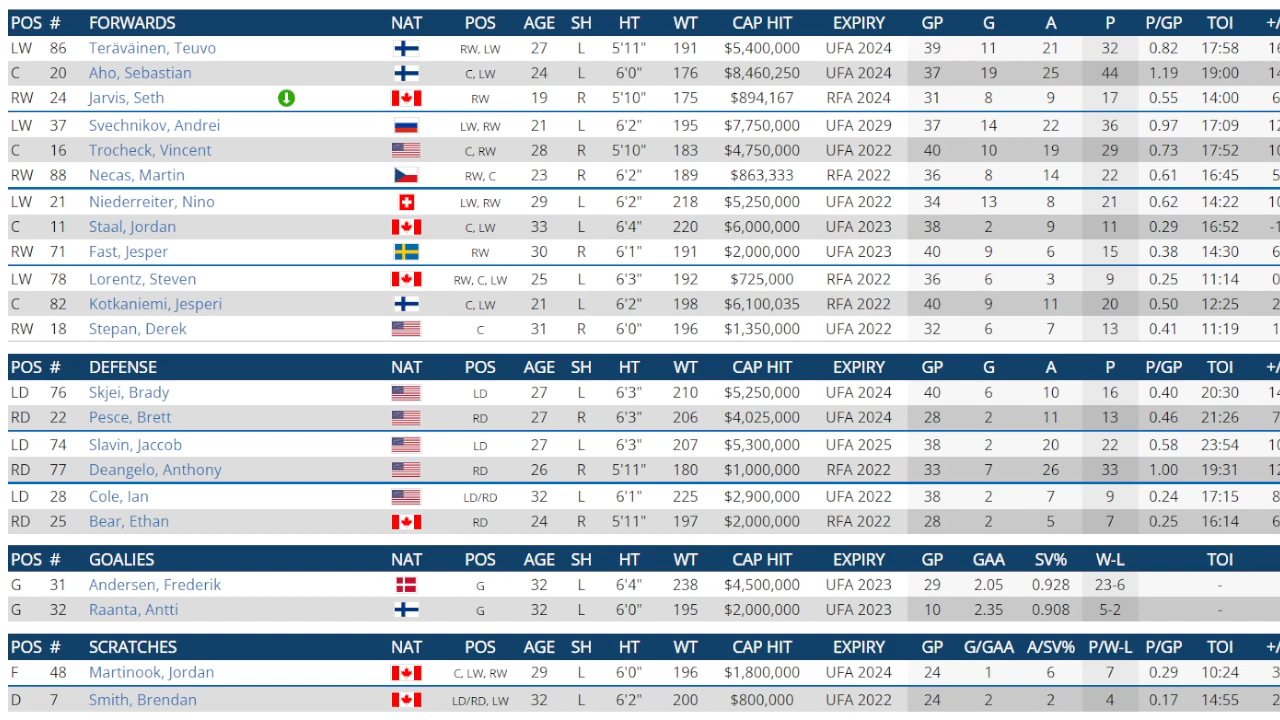 POS # FORWARDS NAT POS AGE SH HT WT CAP HIT EXPIRY GP G A P P/GP TOI +/
LW 86 Teräväinen, Teuvo RW, LW 27 L 5'11" 191 $5,400,000 UFA 2024 39 11 21 32 0.82 17:58 16
C 20 Aho, Sebastian C, LW 24 L 6'0" 176 $8,460,250 UFA 2024 37 19 25 44 1.19 19:00 14
RW 24 Jarvis, Seth RW 19 R 5'10" 175 $894,167 RFA 2024 31 8 9 17 0.55 14:00 6
LW 37 Svechnikov, Andrei LW, RW 21 L 6'2" 195 $7,750,000 UFA 2029 37 14 22 36 0.97 17:09 12
C 16 Trocheck, Vincent C, RW 28 R 5'10" 183 $4,750,000 UFA 2022 40 10 19 29 0.73 17:52 10
RW 88 Necas, Martin RW, C 23 R 6'2" 189 $863,333 RFA 2022 36 8 14 22 0.61 16:45 5
LW 21 Niederreiter, Nino LW, RW 29 L 6'2" 218 $5,250,000 UFA 2022 34 13 8 21 0.62 14:22 10
C 11 Staal, Jordan C, LW 33 L 6'4" 220 $6,000,000 UFA 2023 38 2 9 11 0.29 16:52 -1
RW 71 Fast, Jesper RW 30 R 6'1" 191 $2,000,000 UFA 2023 40 9 6 15 0.38 14:30 6
LW 78 Lorentz, Steven RW, C, LW 25 L 6'3" 192 $725,000 RFA 2022 36 6 3 9 0.25 11:14 0
C 82 Kotkaniemi, Jesperi C, LW 21 L 6'2" 198 $6,100,035 RFA 2022 40 9 11 20 0.50 12:25 2
RW 18 Stepan, Derek C 31 R 6'0" 196 $1,350,000 UFA 2022 32 6 7 13 0.41 11:19
POS # DEFENSE NAT POS AGE SH HT WT CAP HIT EXPIRY GP G A P P/GP TOI +/
LD 76 Skjei, Brady LD 27 L 6'3" 210 $5,250,000 UFA 2024 40 6 10 16 0.40 20:30 14
RD 22 Pesce, Brett RD 27 R 6'3" 206 $4,025,000 UFA 2024 28 2 11 13 0.46 21:26 7
LD 74 Slavin, Jaccob LD 27 L 6'3" 207 $5,300,000 UFA 2025 38 2 20 22 0.58 23:54 10
RD 77 Deangelo, Anthony RD 26 R 5'11" 180 $1,000,000 RFA 2022 33 7 26 33 1.00 19:31 12
LD 28 Cole, Ian LD/RD 32 L 6'1" 225 $2,900,000 UFA 2022 38 2 7 9 0.24 17:15 8
RD 25 Bear, Ethan RD 24 R 5'11" 197 $2,000,000 RFA 2022 28 2 5 7 0.25 16:14 6
POS # GOALIES NAT POS AGE SH HT WT CAP HIT EXPIRY GP GAA SV% W-L TOI
G 31 Andersen, Frederik G 32 L 6'4" 238 $4,500,000 UFA 2023 29 2.05 0.928 23-6 -
G 32 Raanta, Antti G 32 L 6'0" 195 $2,000,000 UFA 2023 10 2.35 0.908 5-2 -
POS # SCRATCHES NAT POS AGE SH HT WT CAP HIT EXPIRY GP G/GAA A/SV% P/W-L P/GP TOI +/
F 48 Martinook, Jordan C, LW, RW 29 L 6'0" 196 $1,800,000 UFA 2024 24 1 6 7 0.29 10:24 3
D 7 Smith, Brendan LD/RD, LW 32 L 6'2" 200 $800,000 UFA 2022 24 2 2 4 0.17 14:55 2